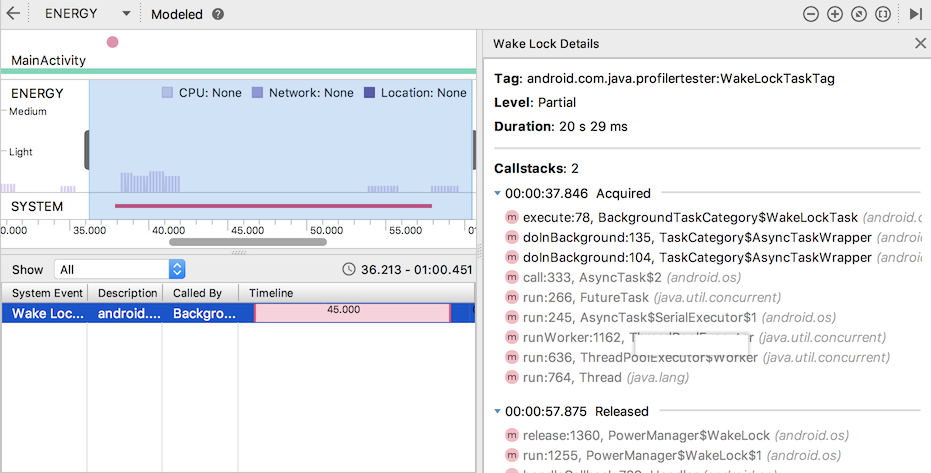 ENERGY Modeled ?
MainActivity
ENERGY CPU: None Network: None Location: None
Medium
Light
SYSTEM
0.000 35.000 40.000 45.000 50.000 55.000
Show All 36.213 - 01:00.451
System Event Description Called By Timeline
Wake Loc... android.... Backgro... 45.000
Wake Lock Details
Tag: android.com.java.profilertester:WakeLockTaskTag
Level: Partial
Duration: 20 s 29 ms
Callstacks: 2
00:00:37.846 Acquired
m execute:78, BackgroundTaskCategory$WakeLockTask (android.c
m doInBackground:135, TaskCategory$AsyncTaskWrapper (android
m doInBackground:104, TaskCategory$AsyncTaskWrapper (android
m call:333, AsyncTask$2 (android.os)
m run:266, FutureTask (java.util.concurrent)
m run:245, AsyncTask$SerialExecutor$1 (android.os)
m runWorker:1162, (java.util.concurrent)
m run:636, ThreadPoolExecutor$Worker (java.util.concurrent)
m run:764, Thread (java.lang)
00:00:57.875 Released
m release:1360, PowerManager$WakeLock (android.os)
m run:1255, PowerManager$WakeLock$1 (android.os)